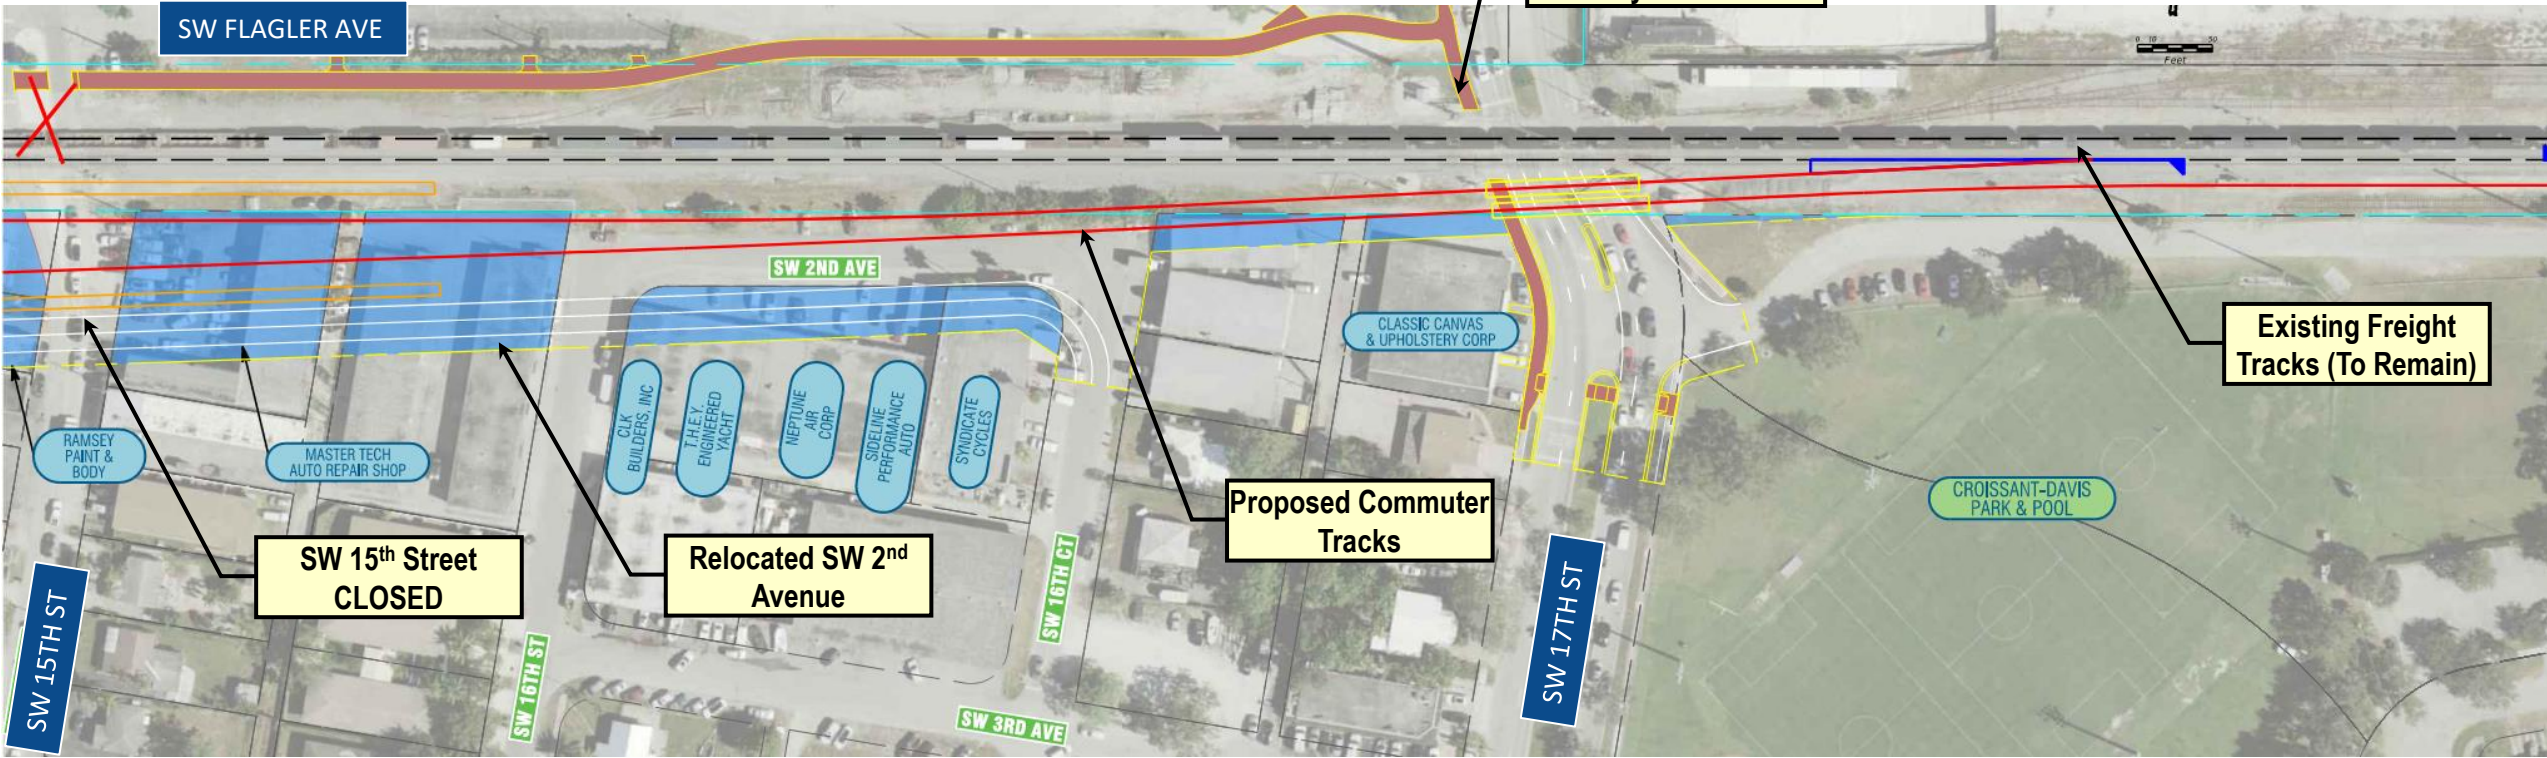 SW FLAGLER AVE
0 10 50
Feet
SW 2ND AVE
CLASSIC CANVAS
& UPHOLSTERY CORP
Existing Freight
Tracks (To Remain)
RAMSEY
PAINT &
BODY
MASTER TECH
AUTO REPAIR SHOP
CLK
BUILDERS, INC
T.H.E.Y.
ENGINEERED
YACHT
NEPTUNE
AIR
CORP
SIDELINE
PERFORMANCE
AUTO
SYNDICATE
CYCLES
Proposed Commuter
Tracks
CROISSANT-DAVIS
PARK & POOL
SW 15th Street
CLOSED
Relocated SW 2nd
Avenue
SW 15TH ST
SW 16TH ST
SW 16TH CT
SW 17TH ST
SW 3RD AVE